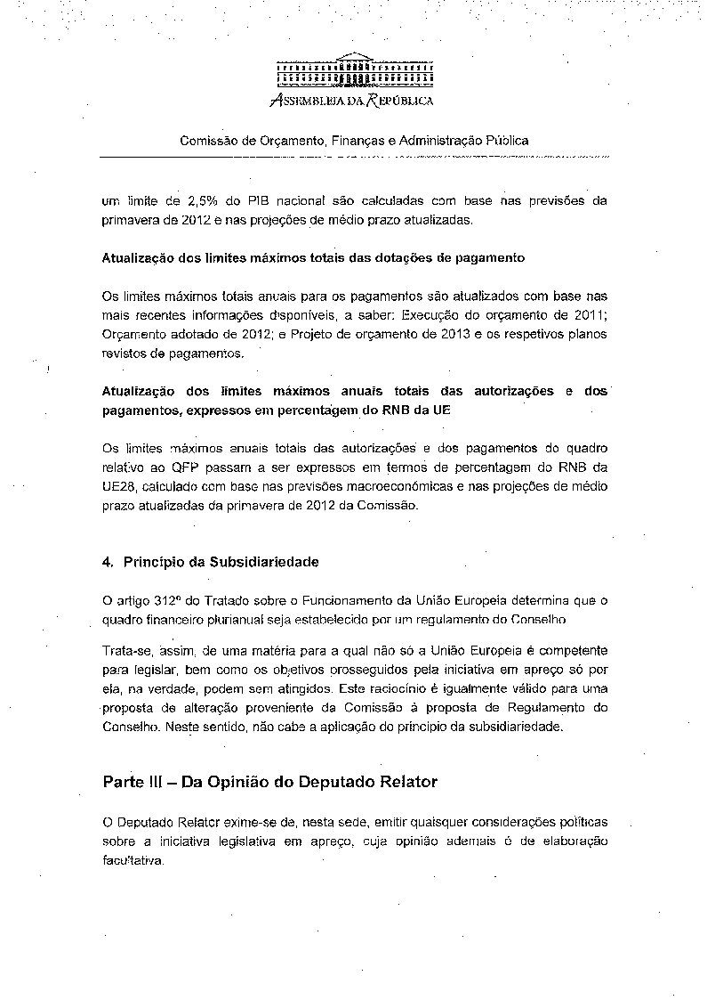 ASSEMBLEIA DA REPÚBLICA
Comissão de Orçamento, Finanças e Administração Pública
um limite de 2,5% do PIB nacional são calculadas com base nas previsões da
primavera de 2012 e nas projeções de médio prazo atualizadas.
Atualização dos limites máximos totais das dotações de pagamento
Os limites máximos totais anuais para os pagamentos são atualizados com base nas
mais recentes informações disponíveis, a saber: Execução do orçamento de 2011;
Orçamento adotado de 2012; e Projeto de orçamento de 2013 e os respetivos planos
revistos de pagamentos.
Atualização dos limites máximos anuais totais das autorizações e dos
pagamentos, expressos em percentagem do RNB da UE
Os limites máximos anuais totais das autorizações e dos pagamentos do quadro
relativo ao QFP passam a ser expressos em termos de percentagem do RNB da
UE28, calculado com base nas previsões macroeconómicas e nas projeções de médio
prazo atualizadas da primavera de 2012 da Comissão.
4. Princípio da Subsidiariedade
O artigo 312º do Tratado sobre o Funcionamento da União Europeia determina que o
quadro financeiro plurianual seja estabelecido por um regulamento do Conselho
Trata-se, assim, de uma matéria para a qual não só a União Europeia é competente
para legislar, bem como os objetivos prosseguidos pela iniciativa em apreço só por
ela, na verdade, podem sem atingidos. Este raciocínio é igualmente válido para uma
proposta de alteração proveniente da Comissão à proposta de Regulamento do
Conselho. Neste sentido, não cabe a aplicação do princípio da subsidiariedade.
Parte III – Da Opinião do Deputado Relator
O Deputado Relator exime-se de, nesta sede, emitir quaisquer considerações políticas
sobre a iniciativa legislativa em apreço, cuja opinião ademais é de elaboração
facultativa.